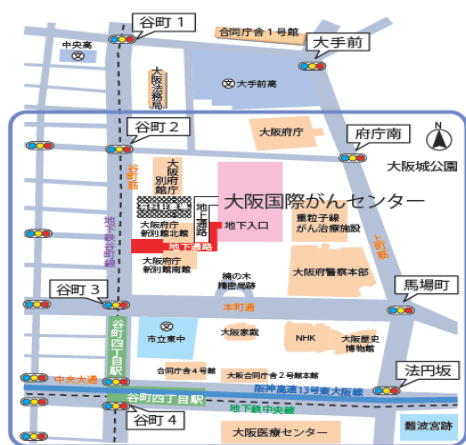 谷町1
合同庁舎1号館
大手前
中央高
大阪法務局
大手前高
大阪府庁
府庁南
N
谷町2
大阪城公園
谷町筋
大阪府庁別館
地上通路
大阪国際がんセンター
地下入口
重粒子線
がん治療施設
大阪府
新別館北館
地下通路
大阪府
新別館南館
地下鉄谷町線
上町筋
大阪府警察本部
楠の木
精密局跡
谷町3
本町通
馬場町
市立東中
大阪家裁
NHK
大阪歴史
博物館
谷町四丁目駅
合同庁舎4号館
大阪合同庁舎2号館本館
法円坂
中央大通
阪神高速13号東大阪線
谷町四丁目駅
地下鉄中央線
谷町4
大阪医療センター
難波宮跡